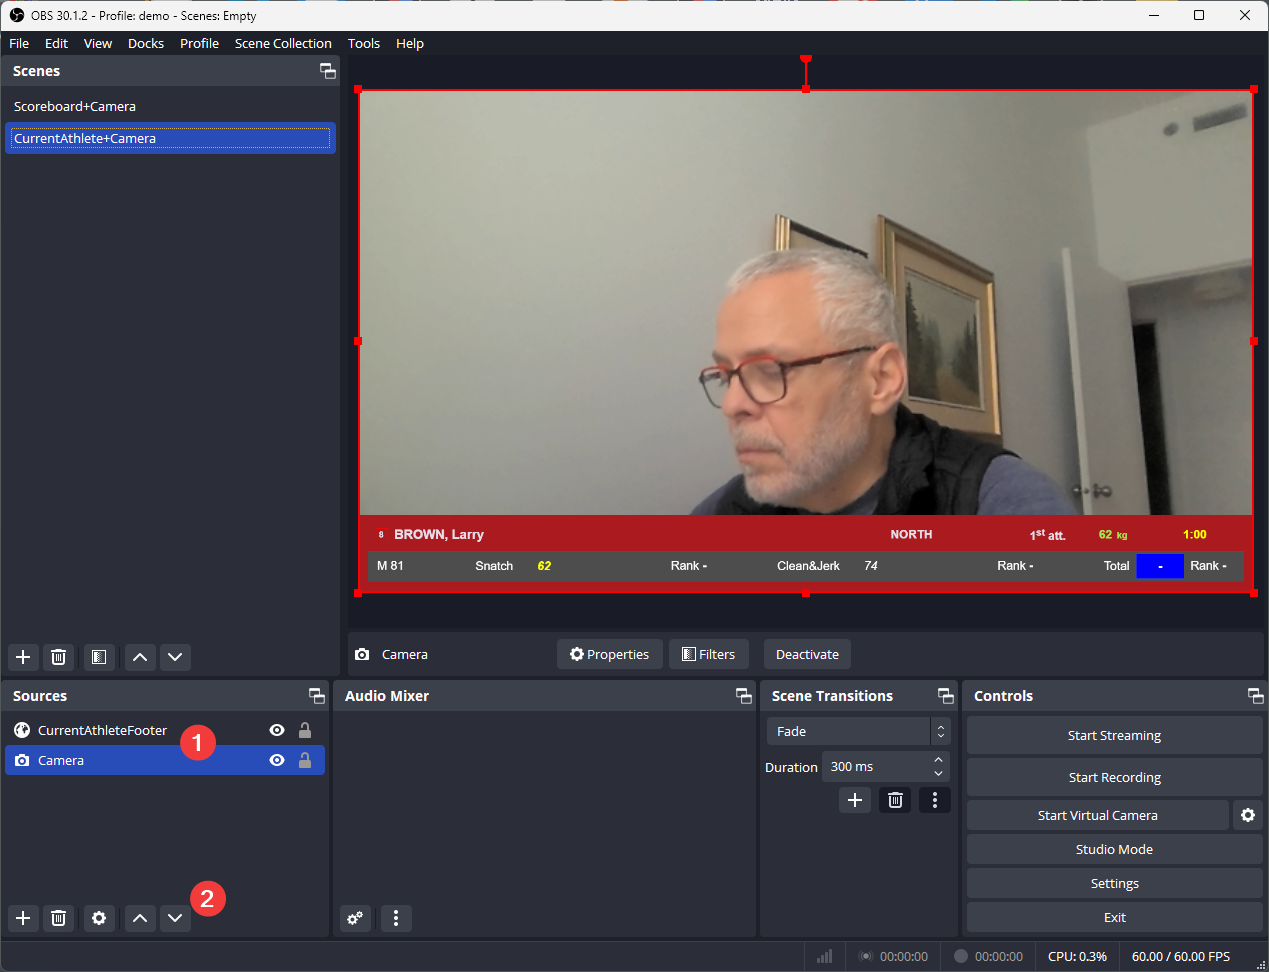 OBS 30.1.2 - Profile: demo - Scenes: Empty
File Edit View Docks Profile Scene Collection Tools Help
Scenes
Scoreboard+Camera
CurrentAthlete+Camera
8 BROWN, Larry NORTH 1st att. 62 kg 1:00
M 81 Snatch 62 Rank - Clean&Jerk 74 Rank - Total - Rank -
Camera Properties Filters Deactivate
Sources
CurrentAthleteFooter
1
Camera
2
Audio Mixer
Scene Transitions
Fade
Duration 300 ms
Controls
Start Streaming
Start Recording
Start Virtual Camera
Studio Mode
Settings
Exit
00:00:00 00:00:00 CPU: 0.3% 60.00 / 60.00 FPS